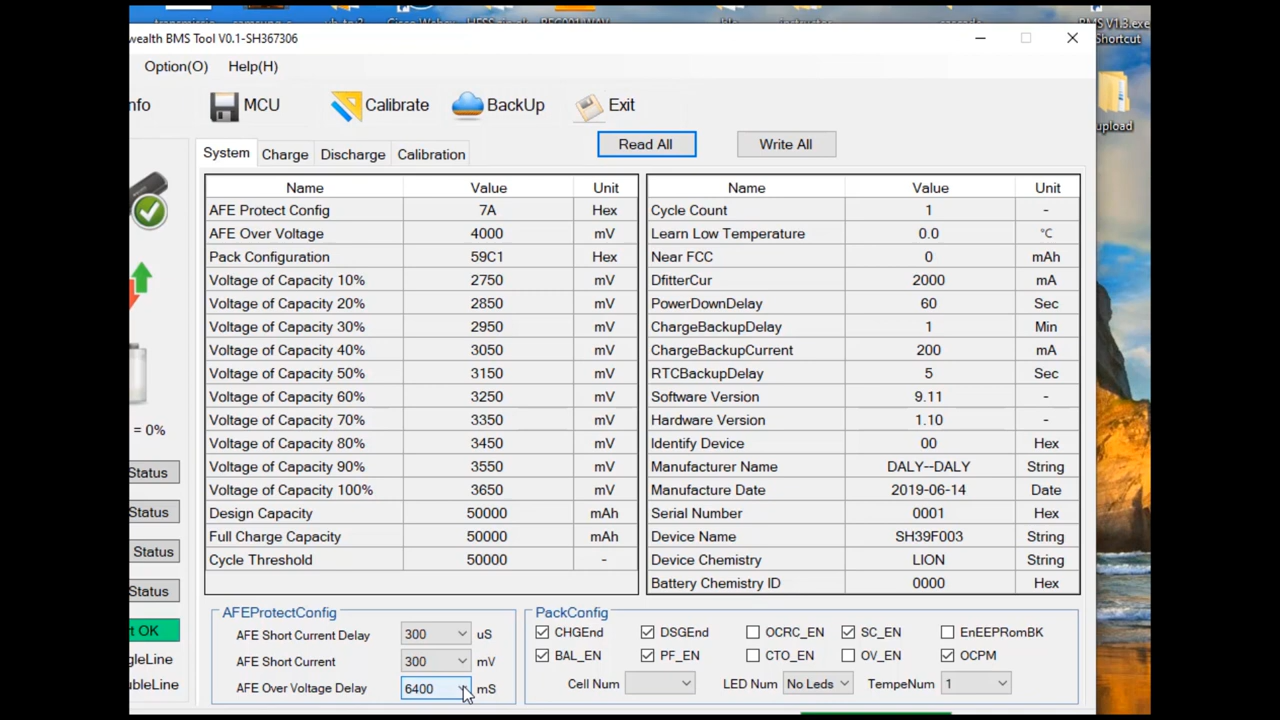 BMS V1.3.exe
Shortcut
upload
wealth BMS Tool V0.1-SH367306
Option(O) Help(H)
nfo MCU Calibrate BackUp Exit
Read All Write All
System Charge Discharge Calibration
Name Value Unit Name Value Unit
AFE Protect Config 7A Hex Cycle Count 1 -
AFE Over Voltage 4000 mV Learn Low Temperature 0.0 °C
Pack Configuration 59C1 Hex Near FCC 0 mAh
Voltage of Capacity 10% 2750 mV DfitterCur 2000 mA
Voltage of Capacity 20% 2850 mV PowerDownDelay 60 Sec
Voltage of Capacity 30% 2950 mV ChargeBackupDelay 1 Min
Voltage of Capacity 40% 3050 mV ChargeBackupCurrent 200 mA
Voltage of Capacity 50% 3150 mV RTCBackupDelay 5 Sec
Voltage of Capacity 60% 3250 mV Software Version 9.11 -
Voltage of Capacity 70% 3350 mV Hardware Version 1.10 -
Voltage of Capacity 80% 3450 mV Identify Device 00 Hex
Voltage of Capacity 90% 3550 mV Manufacturer Name DALY--DALY String
Voltage of Capacity 100% 3650 mV Manufacture Date 2019-06-14 Date
Design Capacity 50000 mAh Serial Number 0001 Hex
Full Charge Capacity 50000 mAh Device Name SH39F003 String
Cycle Threshold 50000 - Device Chemistry LION String
Battery Chemistry ID 0000 Hex
= 0%
Status
Status
Status
Status
rt OK
gleLine
ubleLine
AFEProtectConfig
AFE Short Current Delay 300 uS
AFE Short Current 300 mV
AFE Over Voltage Delay 6400 mS
PackConfig
CHGEnd DSGEnd OCRC_EN SC_EN EnEEPRomBK
BAL_EN PF_EN CTO_EN OV_EN OCPM
Cell Num LED Num No Leds TempeNum 1